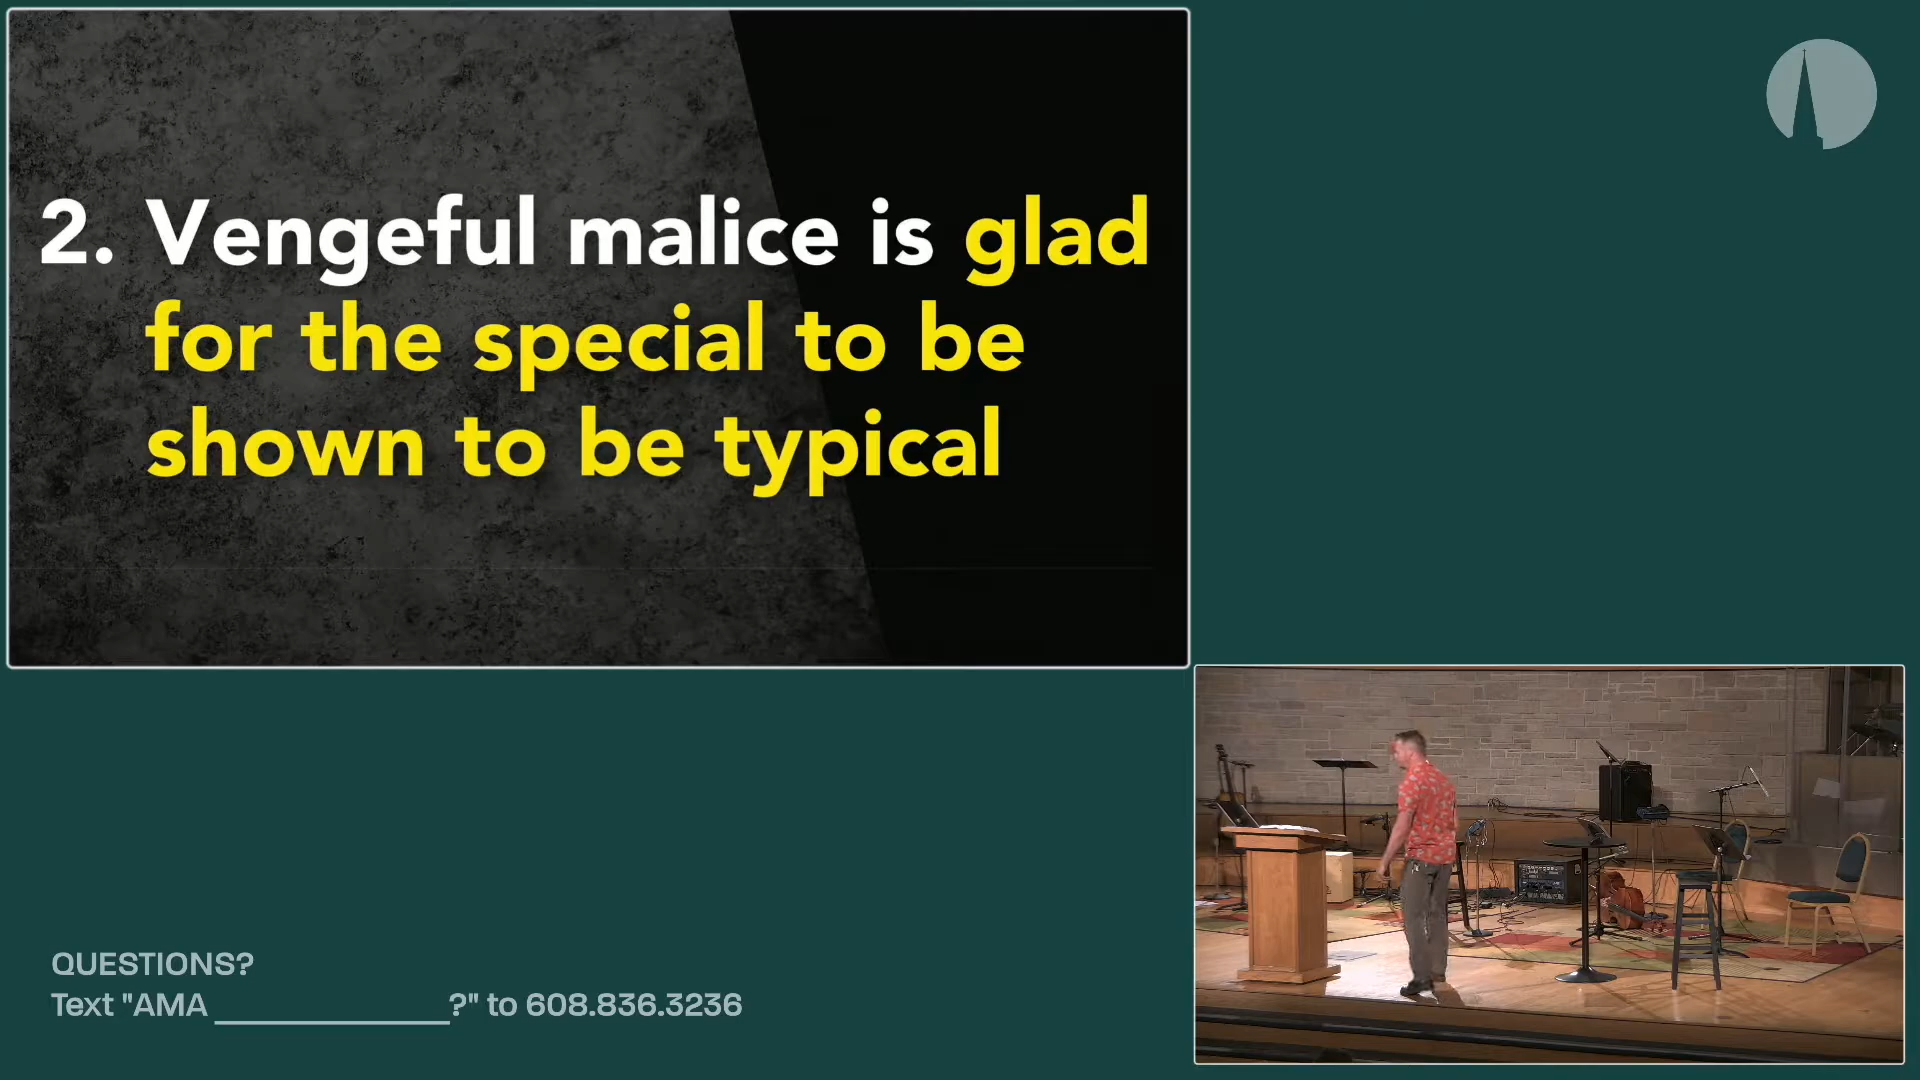 2. Vengeful malice is glad
for the special to be
shown to be typical
QUESTIONS?
Text "AMA ______________?" to 608.836.3236